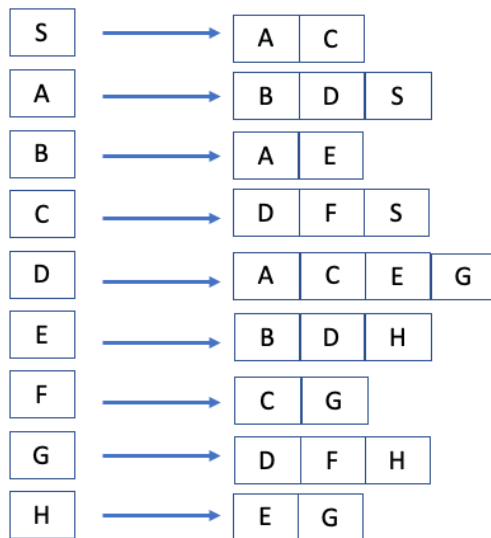 S A C
A B D S
B A E
C D F S
D A C E G
E B D H
F C G
G D F H
H E G